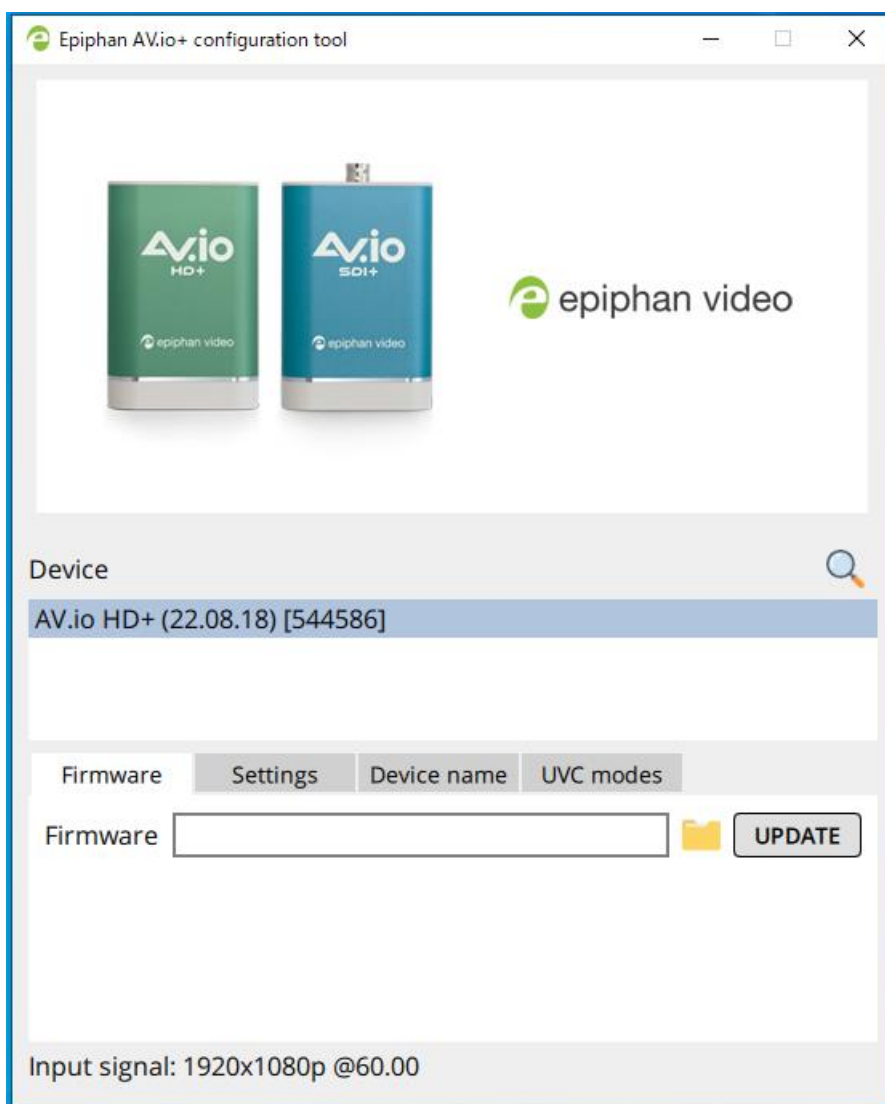 Epiphan AV.io+ configuration tool
AV.io
HD+
epiphan video
AV.io
SDI+
epiphan video
epiphan video
Device
AV.io HD+ (22.08.18) [544586]
Firmware Settings Device name UVC modes
Firmware UPDATE
Input signal: 1920x1080p @60.00